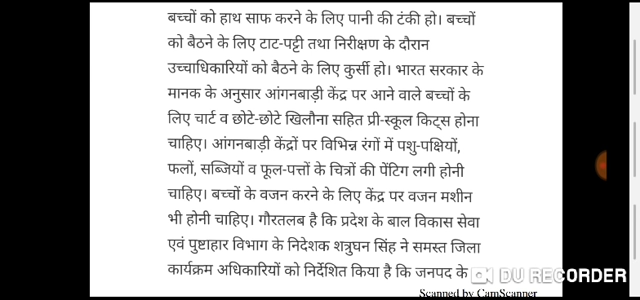 बच्चों को हाथ साफ करने के लिए पानी की टंकी हो। बच्चों
को बैठने के लिए टाट-पट्टी तथा निरीक्षण के दौरान
उच्चाधिकारियों को बैठने के लिए कुर्सी हो। भारत सरकार के
मानक के अनुसार आंगनबाड़ी केंद्र पर आने वाले बच्चों के
लिए चार्ट व छोटे-छोटे खिलौना सहित प्री-स्कूल किट्स होना
चाहिए। आंगनबाड़ी केंद्रों पर विभिन्न रंगों में पशु-पक्षियों,
फलों, सब्जियों व फूल-पत्तों के चित्रों की पेंटिग लगी होनी
चाहिए। बच्चों के वजन करने के लिए केंद्र पर वजन मशीन
भी होनी चाहिए। गौरतलब है कि प्रदेश के बाल विकास सेवा
एवं पुष्टाहार विभाग के निदेशक शत्रुघन सिंह ने समस्त जिला
कार्यक्रम अधिकारियों को निर्देशित किया है कि जनपद के
DU RECORDER
Scanned by CamScanner